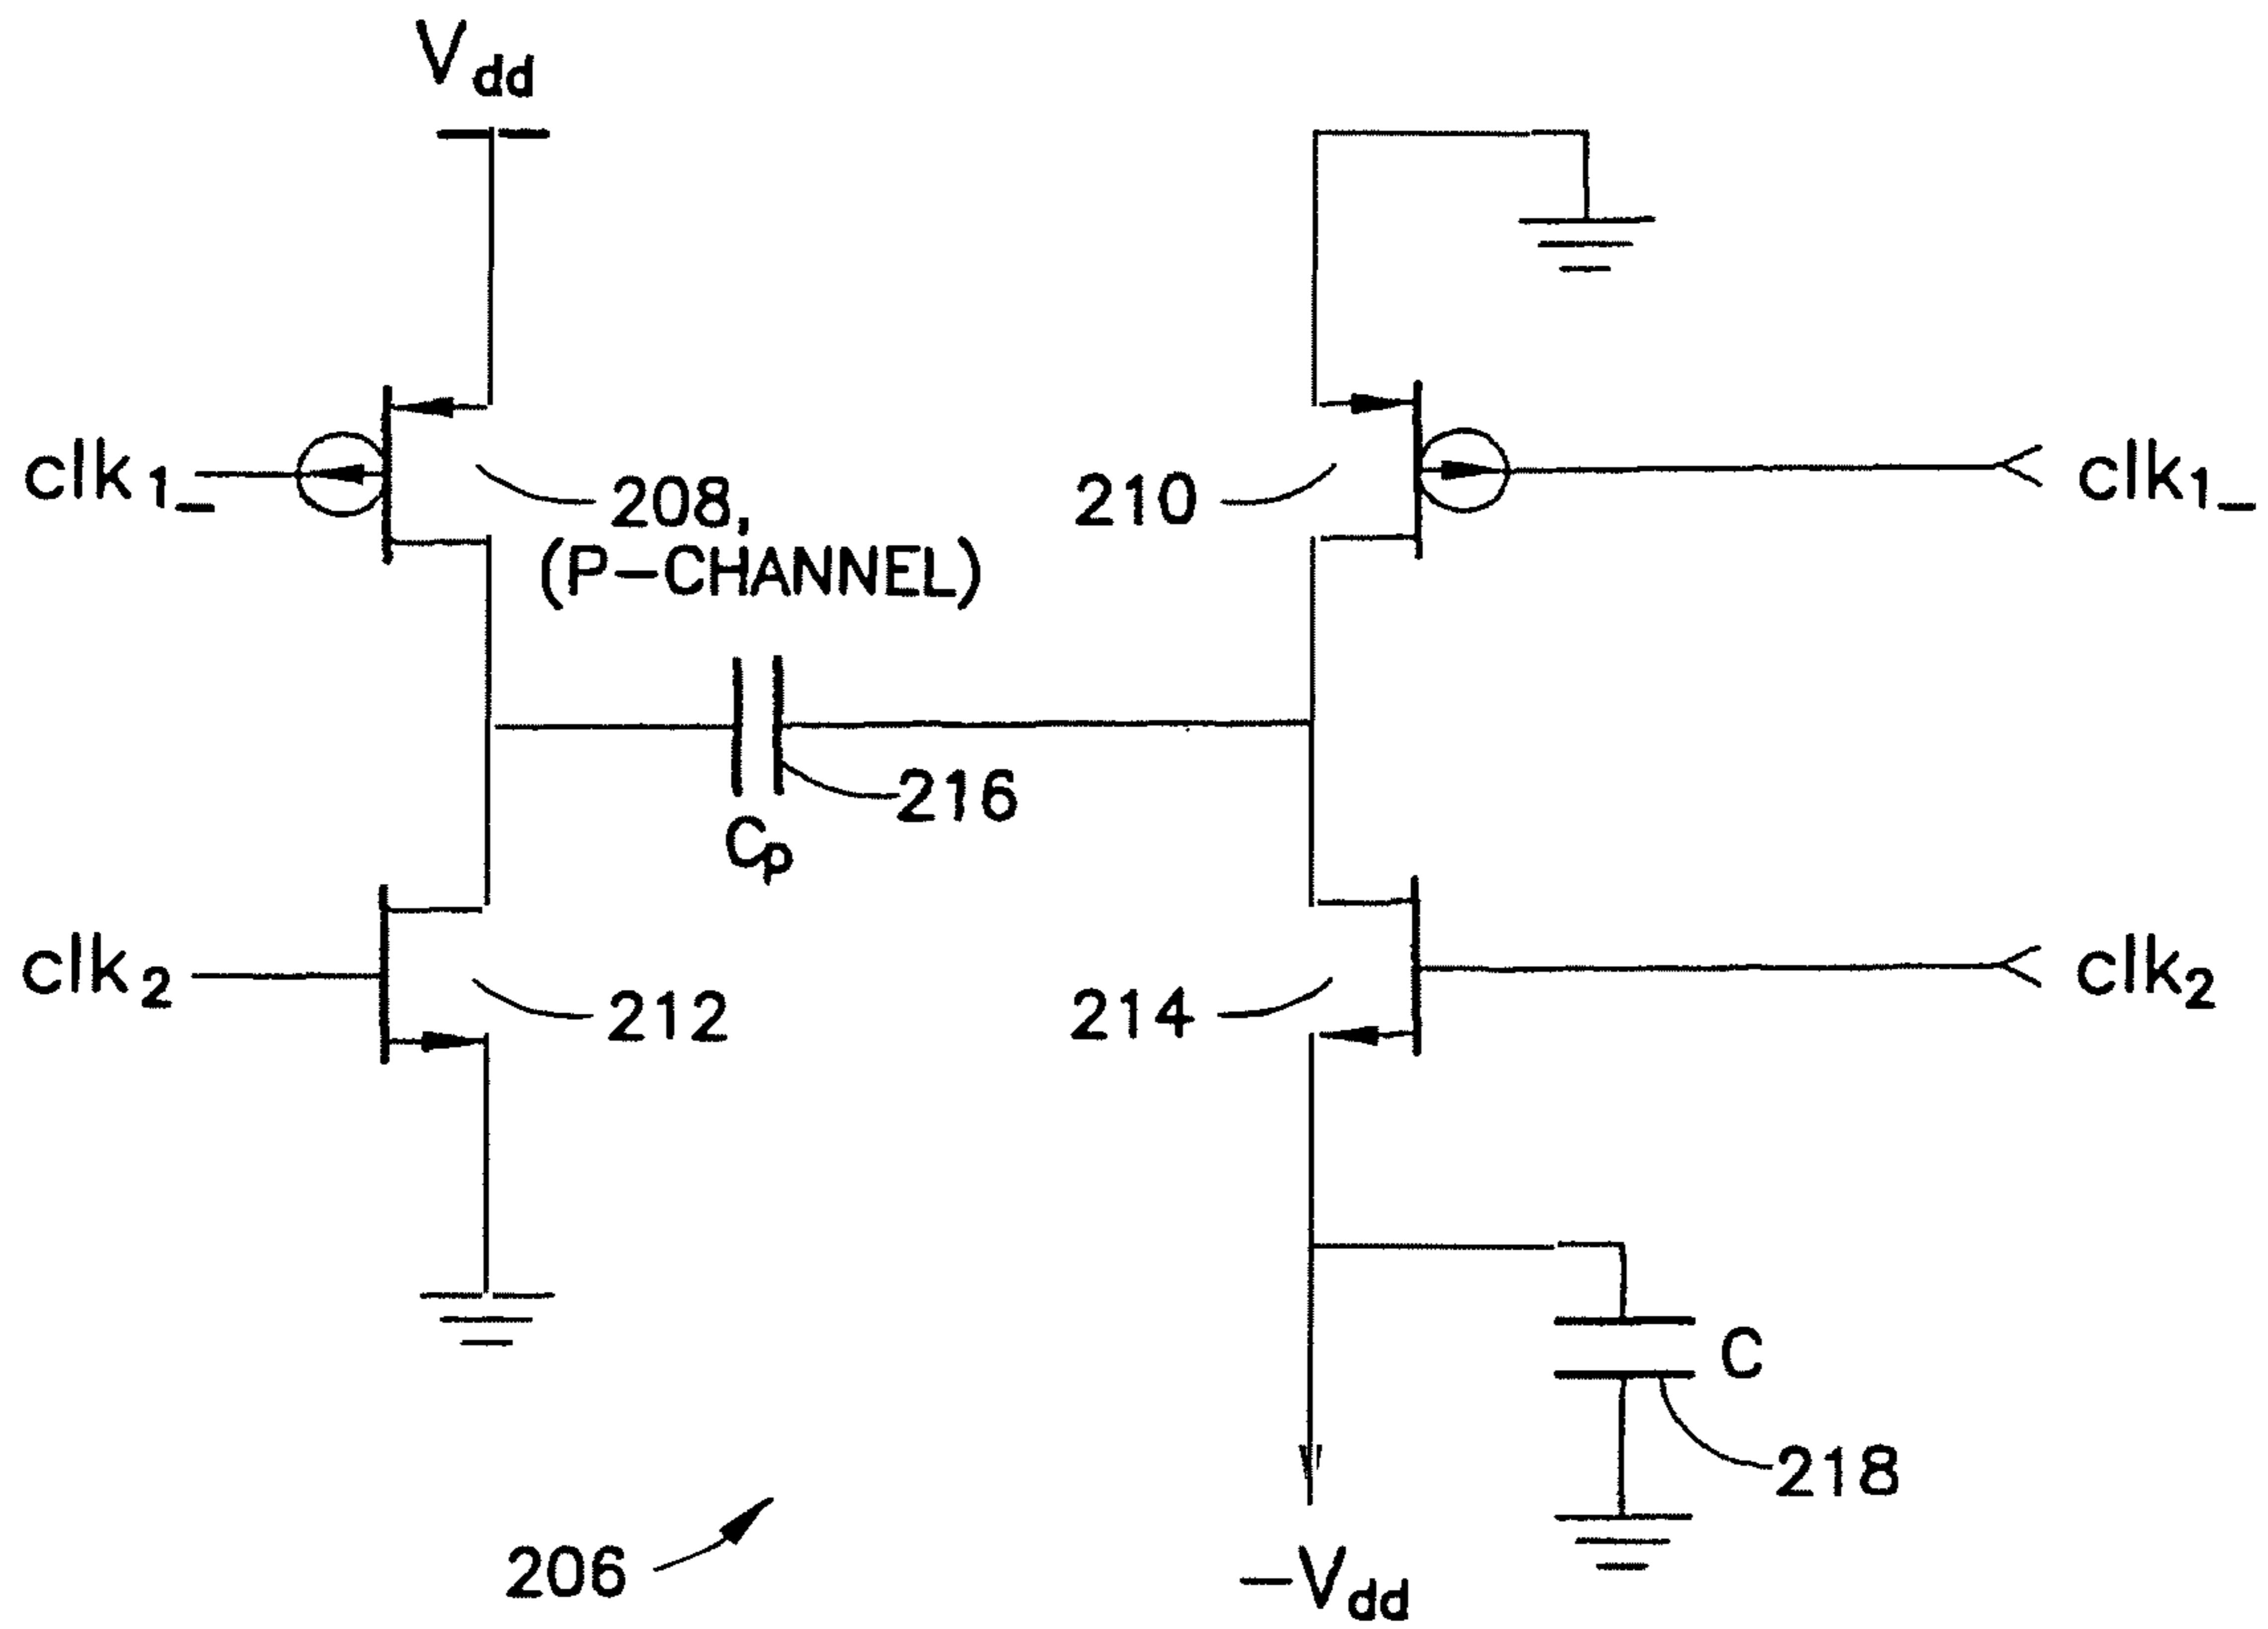 Vdd
clk1_
208,
(P-CHANNEL)
210
clk1_
216
Cp
clk2
212
214
clk2
C
218
206
-Vdd